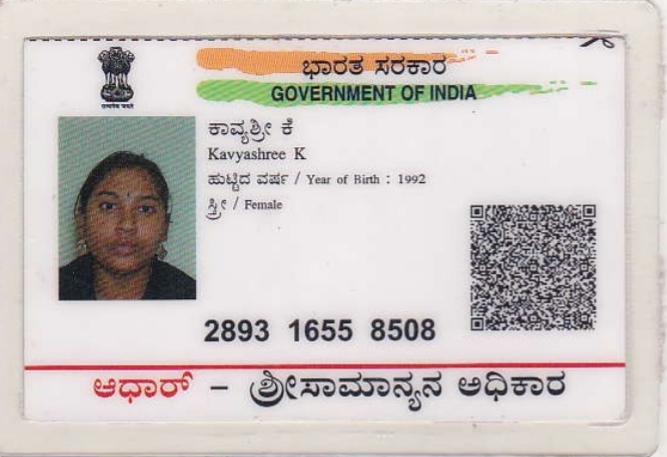 ಭಾರತ ಸರಕಾರ
GOVERNMENT OF INDIA
ಕಾವ್ಯಶ್ರೀ ಕೆ
Kavyashree K
ಹುಟ್ಟಿದ ವರ್ಷ / Year of Birth : 1992
ಸ್ತ್ರೀ / Female
2893 1655 8508
ಆಧಾರ್ – ಶ್ರೀಸಾಮಾನ್ಯನ ಅಧಿಕಾರ